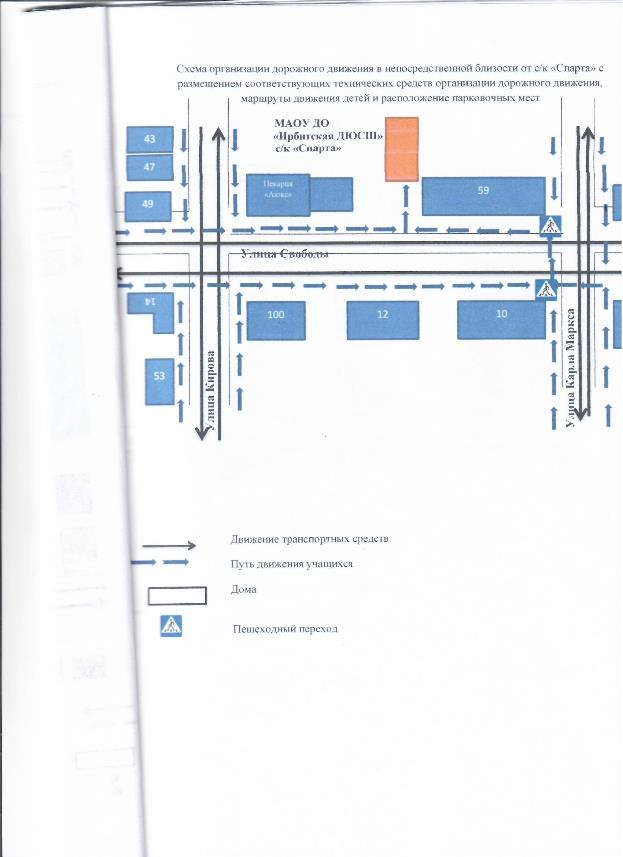 Схема организации дорожного движения в непосредственной близости от с/к «Спарта» с
размещением соответствующих технических средств организации дорожного движения,
маршруты движения детей и расположение парковочных мест
МАОУ ДО
«Ирбитская ДЮСШ»
с/к «Спарта»
43
47
49
Пекарня
59
Улица Свободы
14
100
12
10
53
Улица Кирова
Улица Карла Маркса
Движение транспортных средств
Путь движения учащихся
Дома
Пешеходный переход